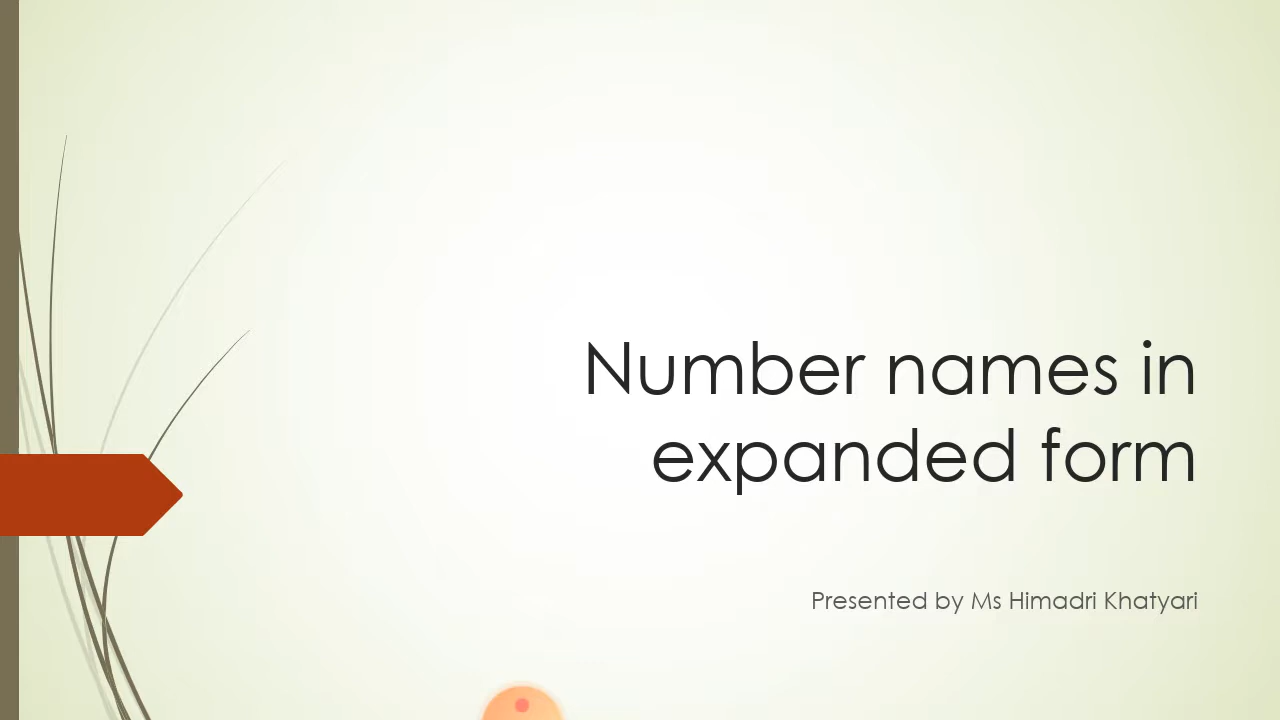 Number names in
expanded form
Presented by Ms Himadri Khatyari